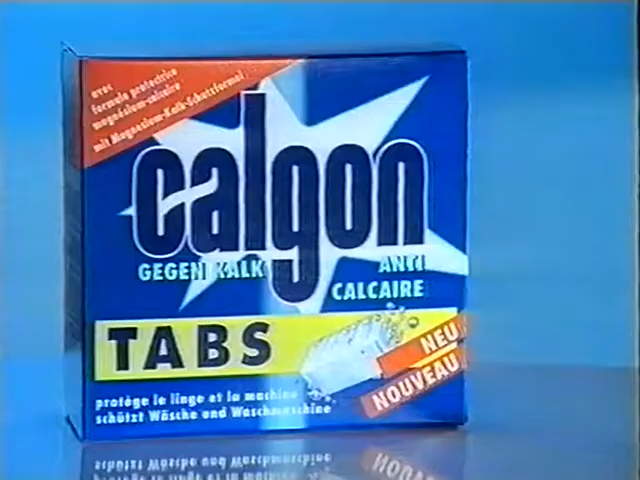 avec
formule protectrice
magnésium-calcaire
mit Magnesium-Kalk-Schutzformel
calgon
GEGEN KALK
ANTI
CALCAIRE
TABS
NEU
NOUVEAU
protège le linge et la machine
schützt Wäsche und Waschmaschine